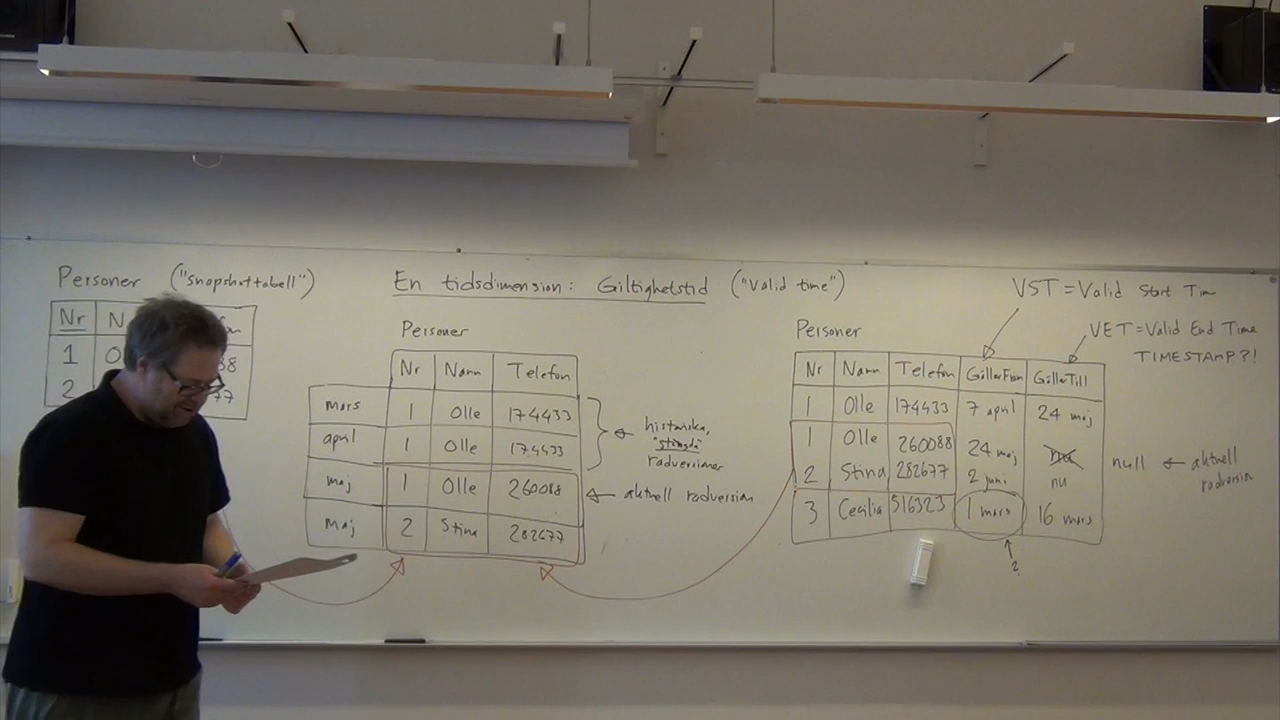 Personer ("Snapshottabell")
Nr N
1 O 88
2 77
En tidsdimension: Giltighetstid ("Valid time")
Personer
Nr Namn Telefon
mars 1 Olle 174433
april 1 Olle 174433
maj 1 Olle 260088
maj 2 Stina 282677
historiska,
"stängda"
radversioner
aktuell radversion
VST = Valid Start Tim
VET = Valid End Time
TIMESTAMP?!
Personer
Nr Namn Telefon GällerFrom GällerTill
1 Olle 174433 7 april 24 maj
1 Olle 260088 24 maj
2 Stina 282677 2 juni nu
3 Cecilia 516323 1 mars 16 mars
null
aktuell
radversion
?